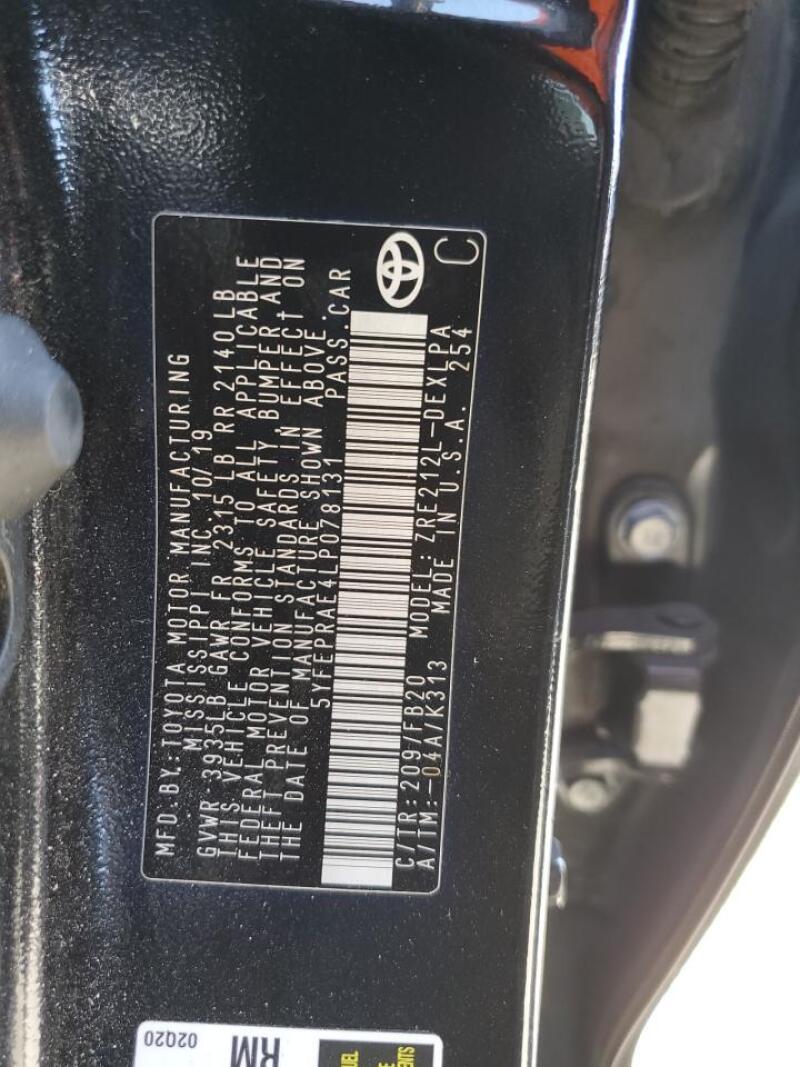 MFD.BY:TOYOTA MOTOR MANUFACTURING
MISSISSIPPI INC. 10/19
GVWR 3935LB GAWR FR 2315 LB RR 2140 LB
THIS VEHICLE CONFORMS TO ALL APPLICABLE
FEDERAL MOTOR VEHICLE SAFETY, BUMPER, AND
THEFT PREVENTION STANDARDS IN EFFECT ON
THE DATE OF MANUFACTURE SHOWN ABOVE.
5YFEPRAE4LP078131 PASS.CAR
C/TR:209/FB20 MODEL:ZRE212L-DEXLPA
A/TM:-04A/K313 MADE IN U.S.A. 254
C
02Q20
RM